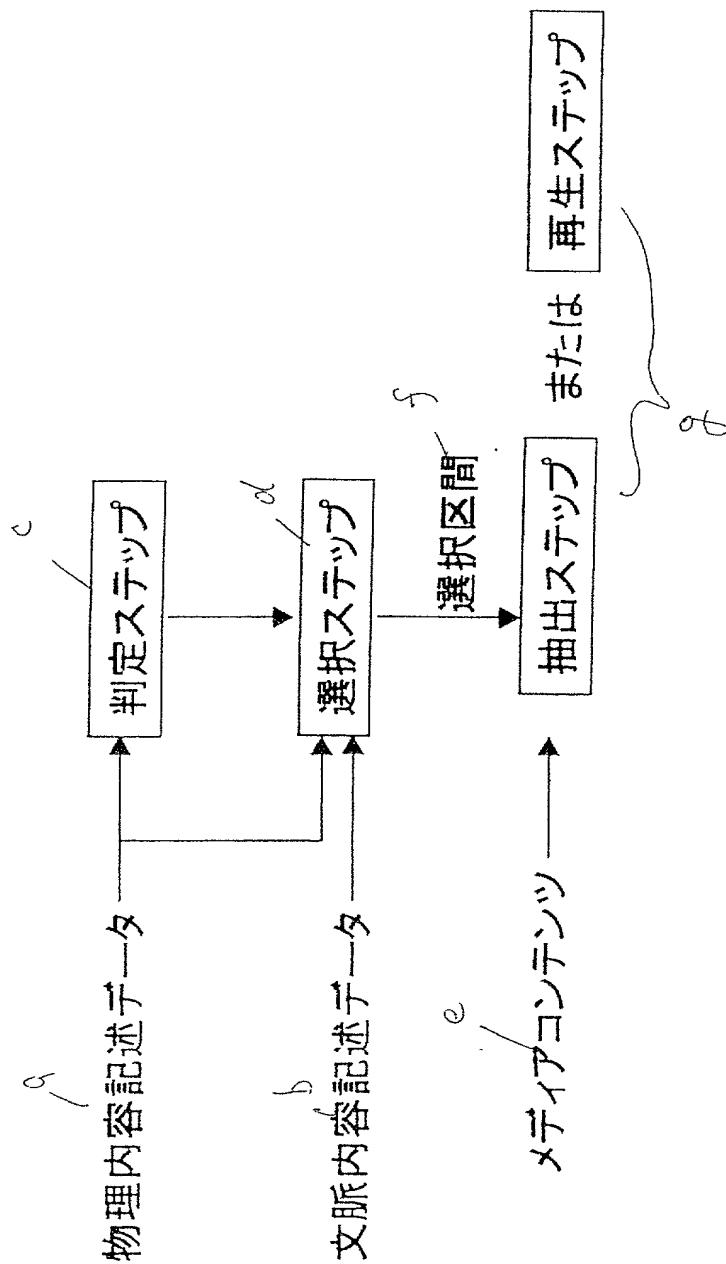 物理内容記述データ
a
判定ステップ
c
文脈内容記述データ
b
選択ステップ
d
選択区間
f
メディアコンテンツ
e
抽出ステップ
または
再生ステップ
g